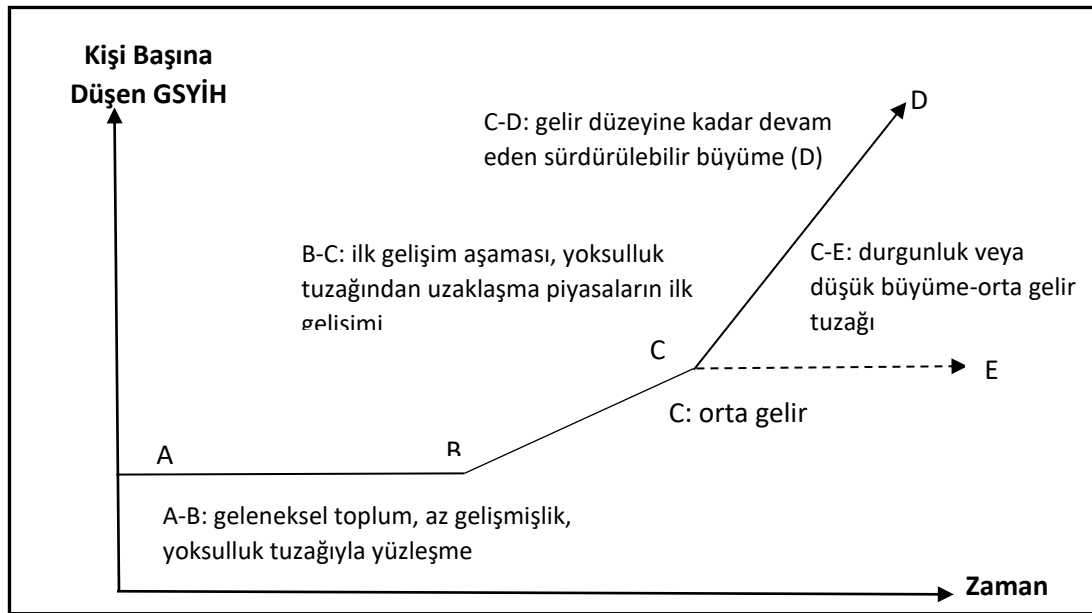 Kişi Başına
Düşen GSYİH
D
C-D: gelir düzeyine kadar devam
eden sürdürülebilir büyüme (D)
B-C: ilk gelişim aşaması, yoksulluk
tuzağından uzaklaşma piyasaların ilk
gelişimi
C-E: durgunluk veya
düşük büyüme-orta gelir
tuzağı
C
E
C: orta gelir
A
B
A-B: geleneksel toplum, az gelişmişlik,
yoksulluk tuzağıyla yüzleşme
Zaman